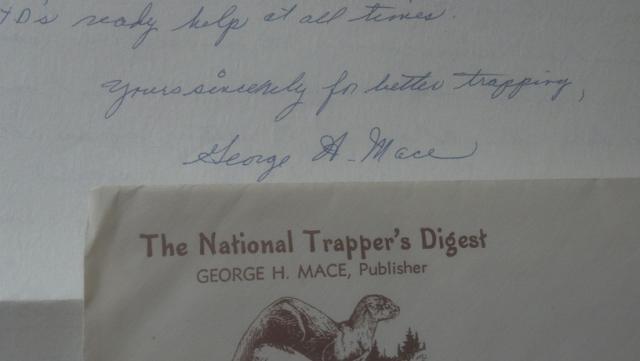 TD's ready help at all times.
Yours sincerely for better trapping,
George H. Mace
The National Trapper's Digest
GEORGE H. MACE, Publisher